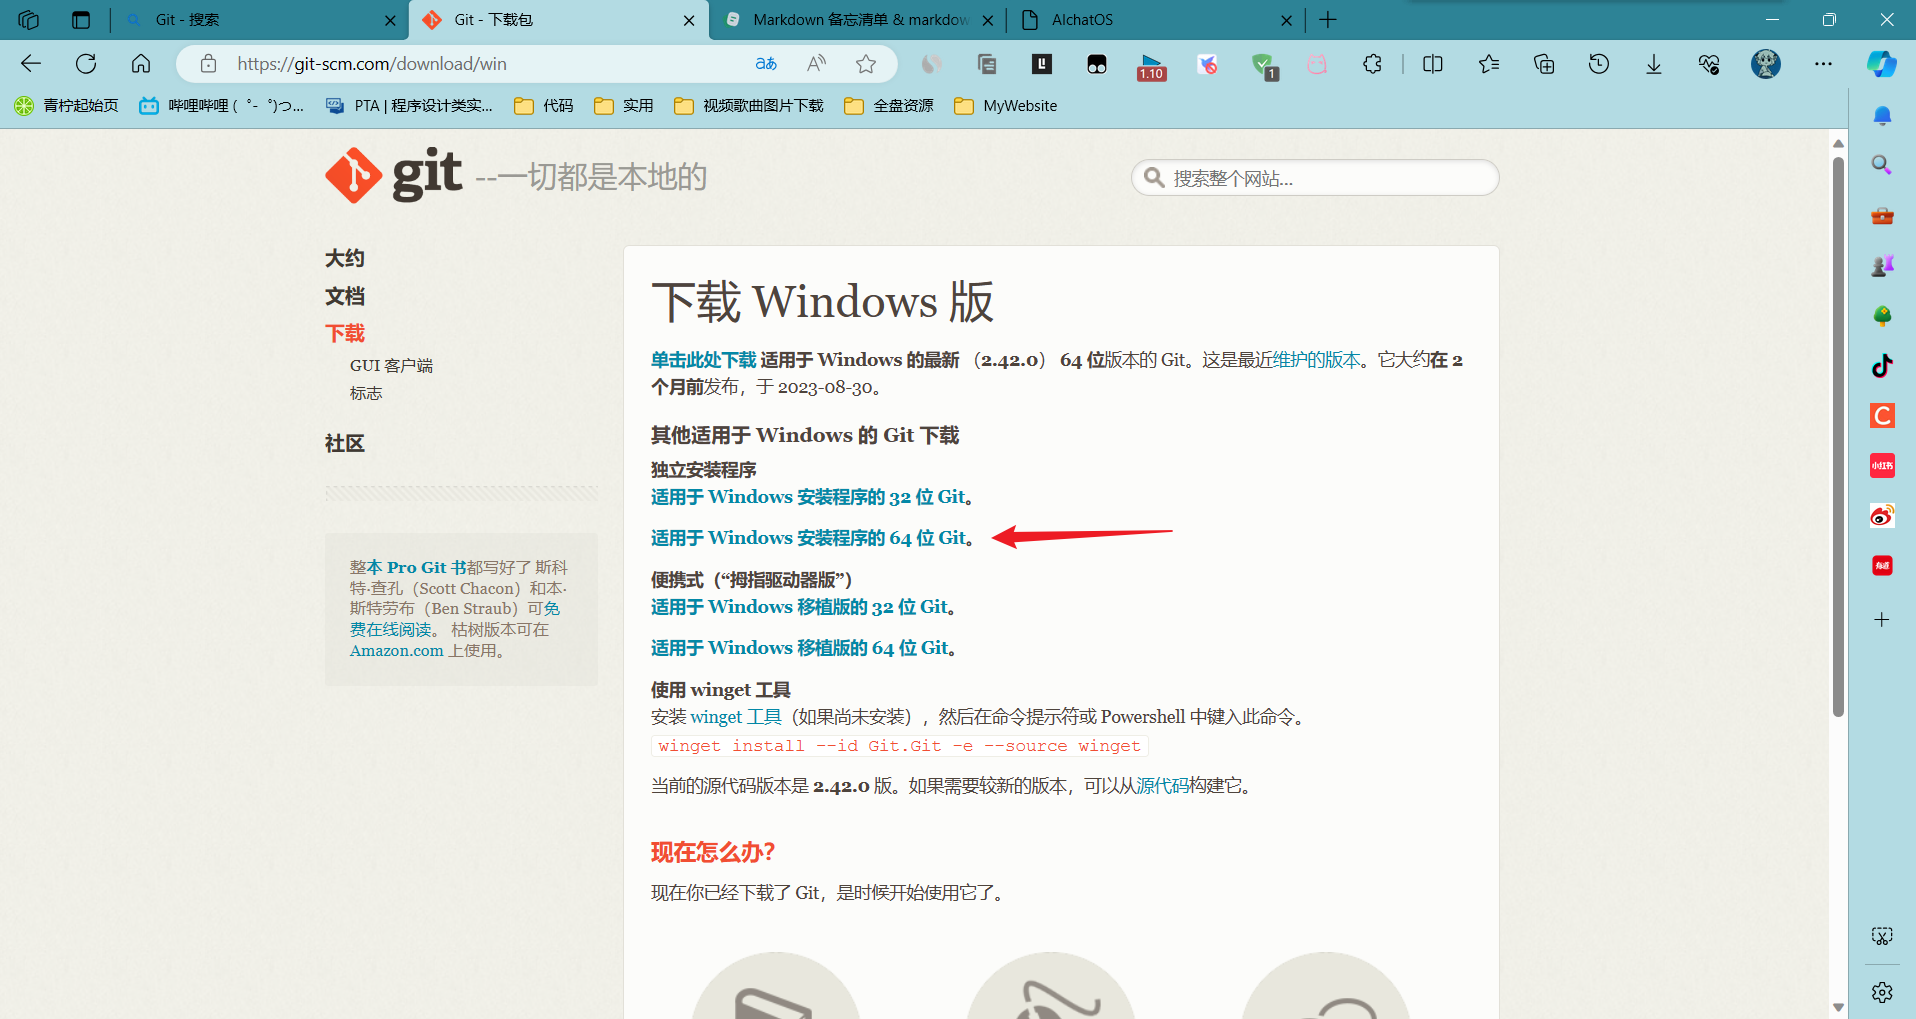 Git - 搜索
Git - 下载包
Markdown 备忘清单 & markdow
AIchatOS
https://git-scm.com/download/win
aあ
1.10
1
青柠起始页
哔哩哔哩 (゜-゜)つ...
PTA | 程序设计类实...
代码
实用
视频歌曲图片下载
全盘资源
MyWebsite
git --一切都是本地的
搜索整个网站...
大约
文档
下载
GUI 客户端
标志
社区
整本 Pro Git 书都写好了 斯科
特·查孔（Scott Chacon）和本·
斯特劳布（Ben Straub）可免
费在线阅读。 枯树版本可在
Amazon.com 上使用。
下载 Windows 版
单击此处下载 适用于 Windows 的最新 （2.42.0） 64 位版本的 Git。这是最近维护的版本。它大约在 2
个月前发布，于 2023-08-30。
其他适用于 Windows 的 Git 下载
独立安装程序
适用于 Windows 安装程序的 32 位 Git。
适用于 Windows 安装程序的 64 位 Git。
便携式（“拇指驱动器版”）
适用于 Windows 移植版的 32 位 Git。
适用于 Windows 移植版的 64 位 Git。
使用 winget 工具
安装 winget 工具（如果尚未安装），然后在命令提示符或 Powershell 中键入此命令。
winget install --id Git.Git -e --source winget
当前的源代码版本是 2.42.0 版。如果需要较新的版本，可以从源代码构建它。
现在怎么办?
现在你已经下载了 Git，是时候开始使用它了。
小红书
有道